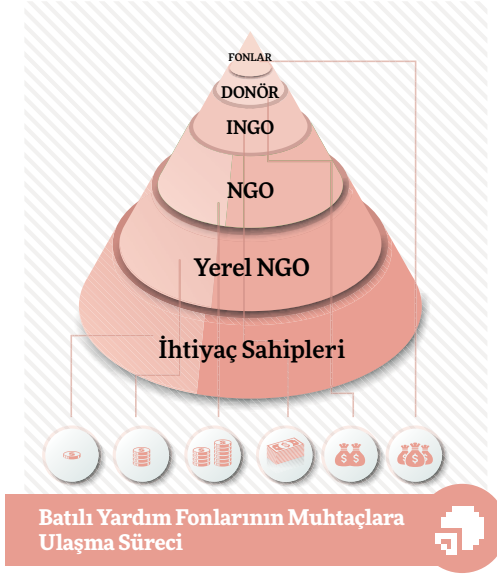 FONLAR
DONÖR
INGO
NGO
Yerel NGO
İhtiyaç Sahipleri
Batılı Yardım Fonlarının Muhtaçlara
Ulaşma Süreci